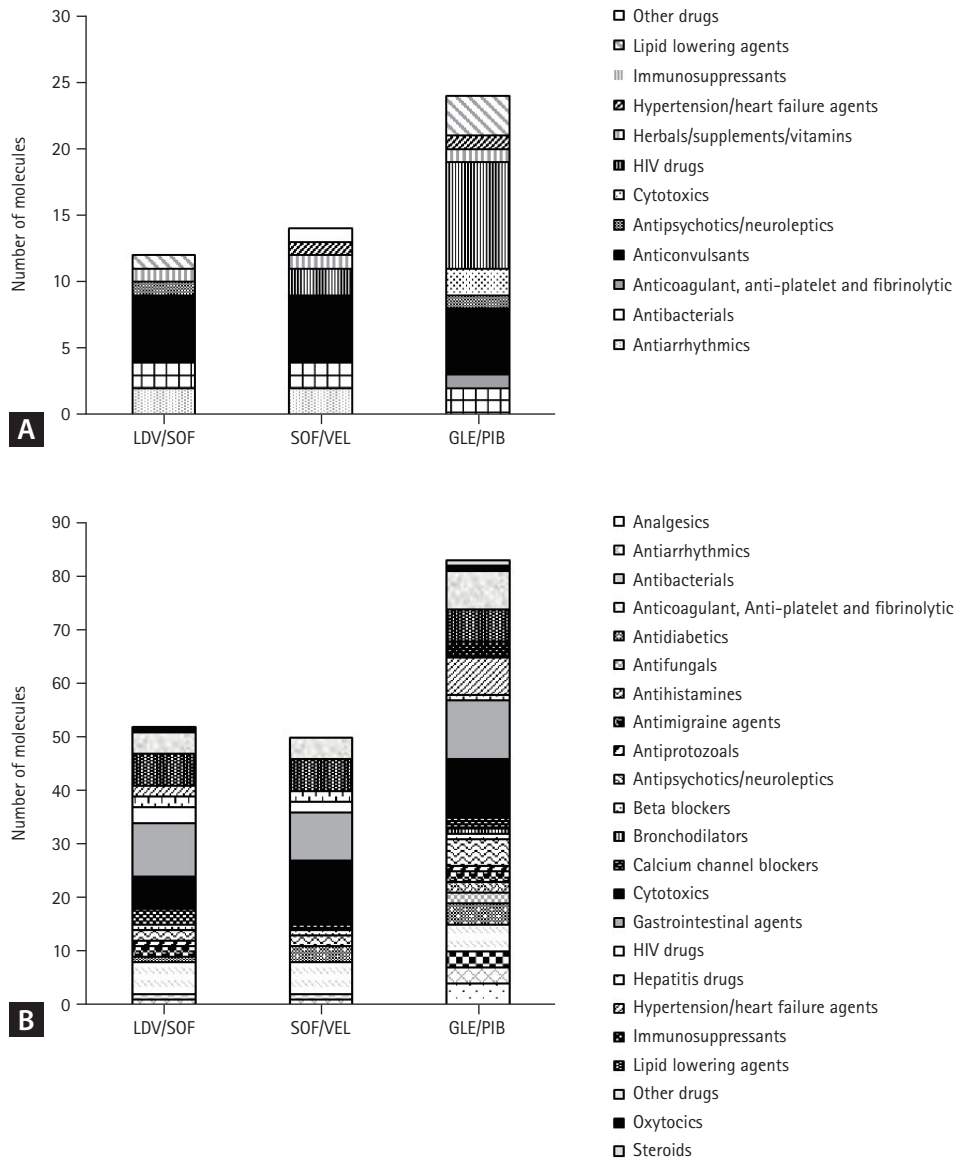 30
25
20
15
10
5
0
Number of molecules
LDV/SOF
SOF/VEL
GLE/PIB
A
Other drugs
Lipid lowering agents
Immunosuppressants
Hypertension/heart failure agents
Herbals/supplements/vitamins
HIV drugs
Cytotoxics
Antipsychotics/neuroleptics
Anticonvulsants
Anticoagulant, anti-platelet and fibrinolytic
Antibacterials
Antiarrhythmics
90
80
70
60
50
40
30
20
10
0
Number of molecules
LDV/SOF
SOF/VEL
GLE/PIB
B
Analgesics
Antiarrhythmics
Antibacterials
Anticoagulant, Anti-platelet and fibrinolytic
Antidiabetics
Antifungals
Antihistamines
Antimigraine agents
Antiprotozoals
Antipsychotics/neuroleptics
Beta blockers
Bronchodilators
Calcium channel blockers
Cytotoxics
Gastrointestinal agents
HIV drugs
Hepatitis drugs
Hypertension/heart failure agents
Immunosuppressants
Lipid lowering agents
Other drugs
Oxytocics
Steroids